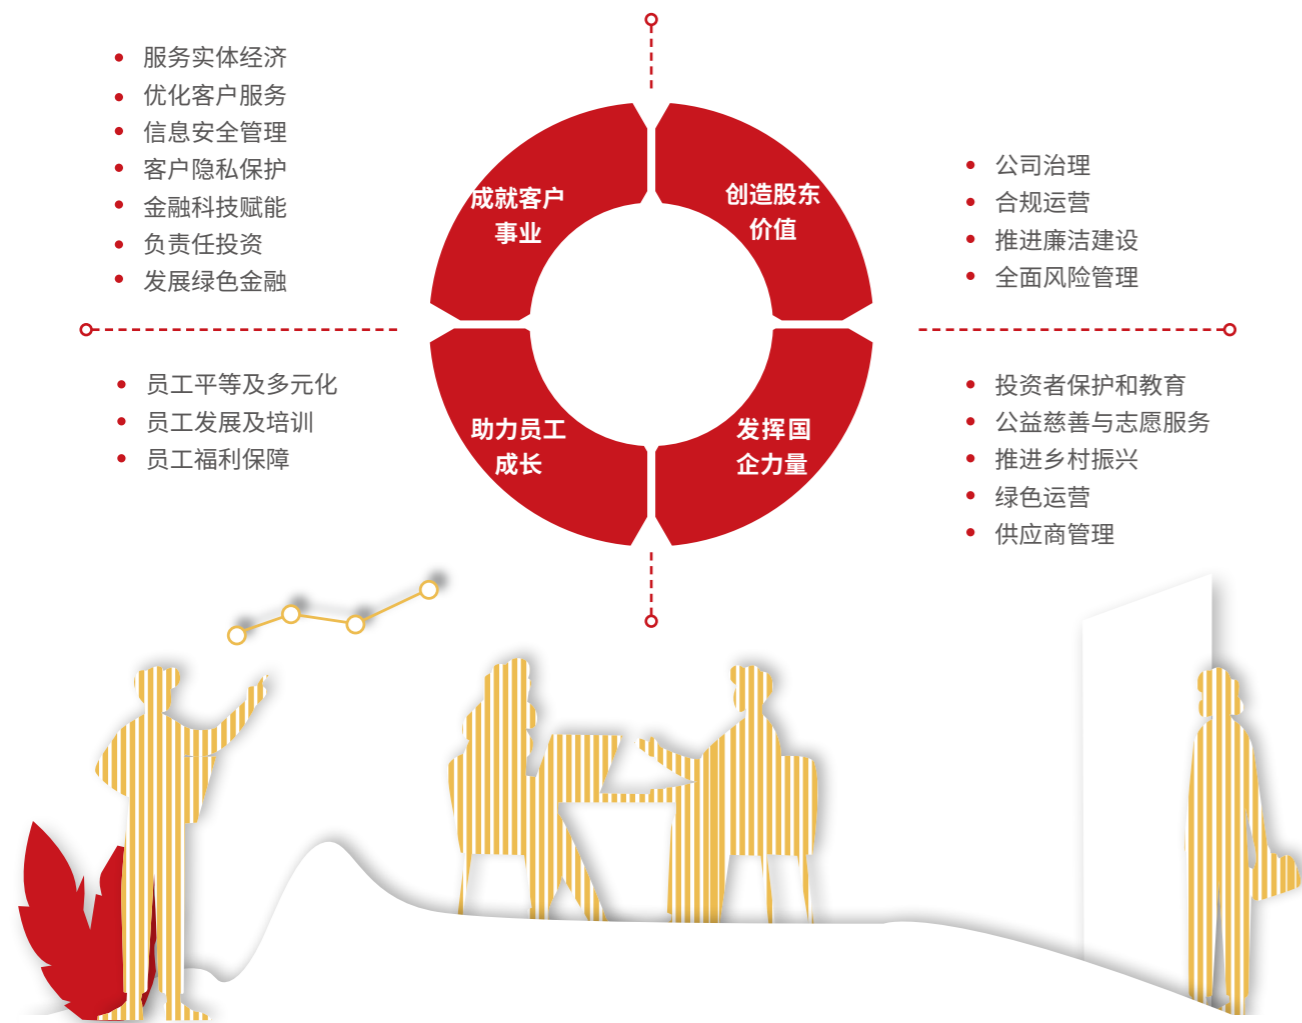 服务实体经济
优化客户服务
信息安全管理
客户隐私保护
金融科技赋能
负责任投资
发展绿色金融
成就客户
事业
创造股东
价值
公司治理
合规运营
推进廉洁建设
全面风险管理
员工平等及多元化
员工发展及培训
员工福利保障
助力员工
成长
发挥国
企力量
投资者保护和教育
公益慈善与志愿服务
推进乡村振兴
绿色运营
供应商管理